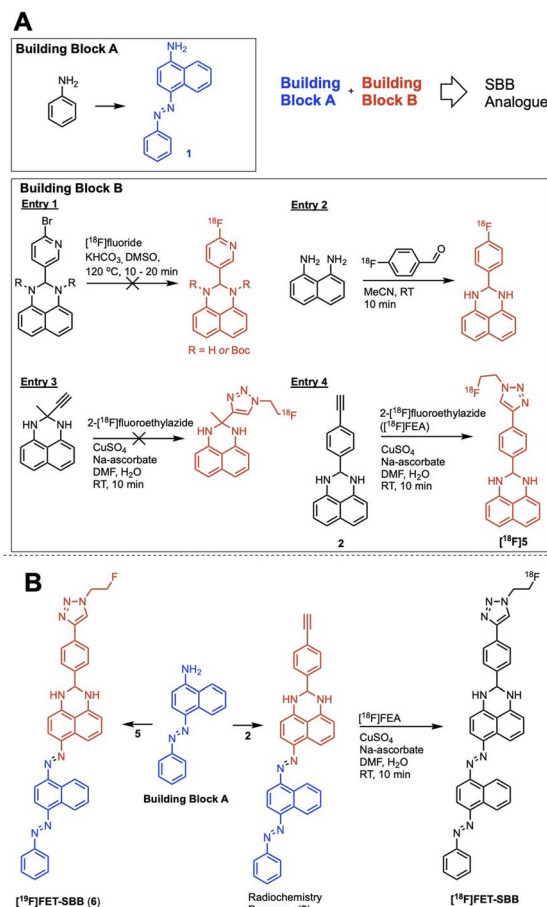 A
Building Block A
NH2
N
N
1
Building
Block A
+
Building
Block B
SBB
Analogue
Building Block B
Entry 1
Br
N
R
N
N
R
[18F]fluoride
KHCO3, DMSO,
120 ºC, 10 - 20 min
18F
N
R
N
N
R
R = H or Boc
Entry 2
NH2 NH2
18F
O
MeCN, RT
10 min
18F
HN
NH
Entry 3
HN
NH
2-[18F]fluoroethylazide
CuSO4
Na-ascorbate
DMF, H2O
RT, 10 min
N=N
N
18F
HN
NH
Entry 4
HN
NH
2
2-[18F]fluoroethylazide
([18F]FEA)
CuSO4
Na-ascorbate
DMF, H2O
RT, 10 min
18F
N
N
N
HN
NH
[18F]5
B
F
N
N
N
HN
NH
N
N
N
N
[19F]FET-SBB (6)
5
NH2
N
N
Building Block A
2
HN
NH
N
N
N
N
Radiochemistry
[18F]FEA
CuSO4
Na-ascorbate
DMF, H2O
RT, 10 min
18F
N
N
N
HN
NH
N
N
N
N
[18F]FET-SBB